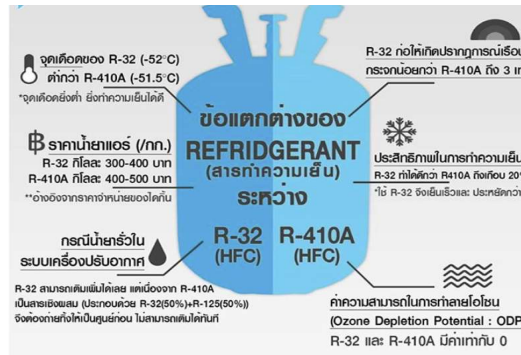 จุดเดือดของ R-32 (-52°C)
ต่ำกว่า R-410A (-51.5°C)
*จุดเดือดยิ่งต่ำ ยิ่งทำความเย็นได้ดี
฿ ราคาน้ำยาแอร์ (/กก.)
R-32 กิโลละ 300-400 บาท
R-410A กิโลละ 400-500 บาท
**อ้างอิงจากราคาจำหน่ายของไดกิ้น
กรณีน้ำยารั่วใน
ระบบเครื่องปรับอากาศ
R-32 สามารถเติมเพิ่มได้เลย แต่เนื่องจาก R-410A
เป็นสารเชิงผสม (ประกอบด้วย R-32(50%)+R-125(50%))
จึงต้องถ่ายทิ้งให้เป็นศูนย์ก่อน ไม่สามารถเติมได้ทันที
ข้อแตกต่างของ
REFRIDGERANT
(สารทำความเย็น)
ระหว่าง
R-32 R-410A
(HFC) (HFC)
R-32 ก่อให้เกิดปรากฏการณ์เรือน
กระจกน้อยกว่า R-410A ถึง 3 เท
ประสิทธิภาพในการทำความเย็น
R-32 ทำได้ดีกว่า R410A ถึงเกือบ 20%
*ใช้ R-32 จึงเย็นเร็วและ ประหยัดกว่า
ค่าความสามารถในการทำลายโอโซน
(Ozone Depletion Potential : ODP
R-32 และ R-410A มีค่าเท่ากับ 0